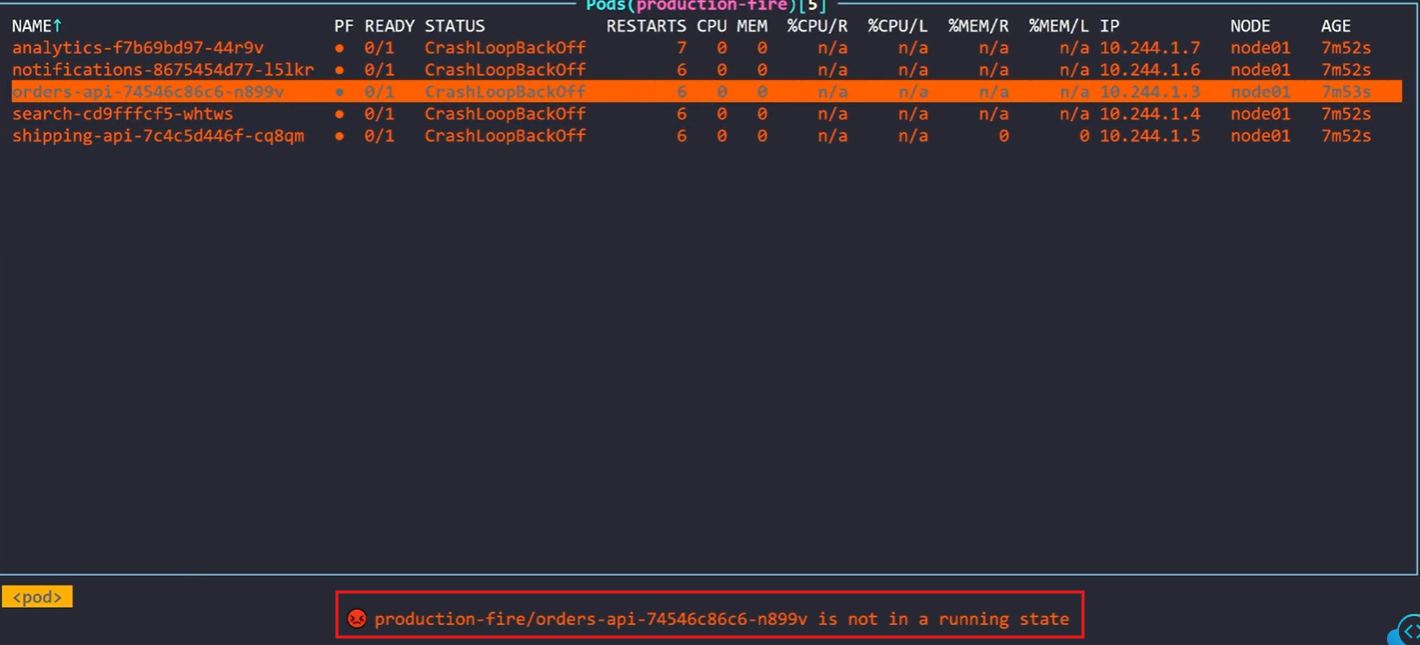 Pods(production-fire)[5]
NAME↑ PF READY STATUS RESTARTS CPU MEM %CPU/R %CPU/L %MEM/R %MEM/L IP NODE AGE
analytics-f7b69bd97-44r9v ● 0/1 CrashLoopBackOff 7 0 0 n/a n/a n/a n/a 10.244.1.7 node01 7m52s
notifications-8675454d77-l5lkr ● 0/1 CrashLoopBackOff 6 0 0 n/a n/a n/a n/a 10.244.1.6 node01 7m52s
orders-api-74546c86c6-n899v ● 0/1 CrashLoopBackOff 6 0 0 n/a n/a n/a n/a 10.244.1.3 node01 7m53s
search-cd9fffcf5-whtws ● 0/1 CrashLoopBackOff 6 0 0 n/a n/a n/a n/a 10.244.1.4 node01 7m52s
shipping-api-7c4c5d446f-cq8qm ● 0/1 CrashLoopBackOff 6 0 0 n/a n/a 0 0 10.244.1.5 node01 7m52s
<pod>
production-fire/orders-api-74546c86c6-n899v is not in a running state